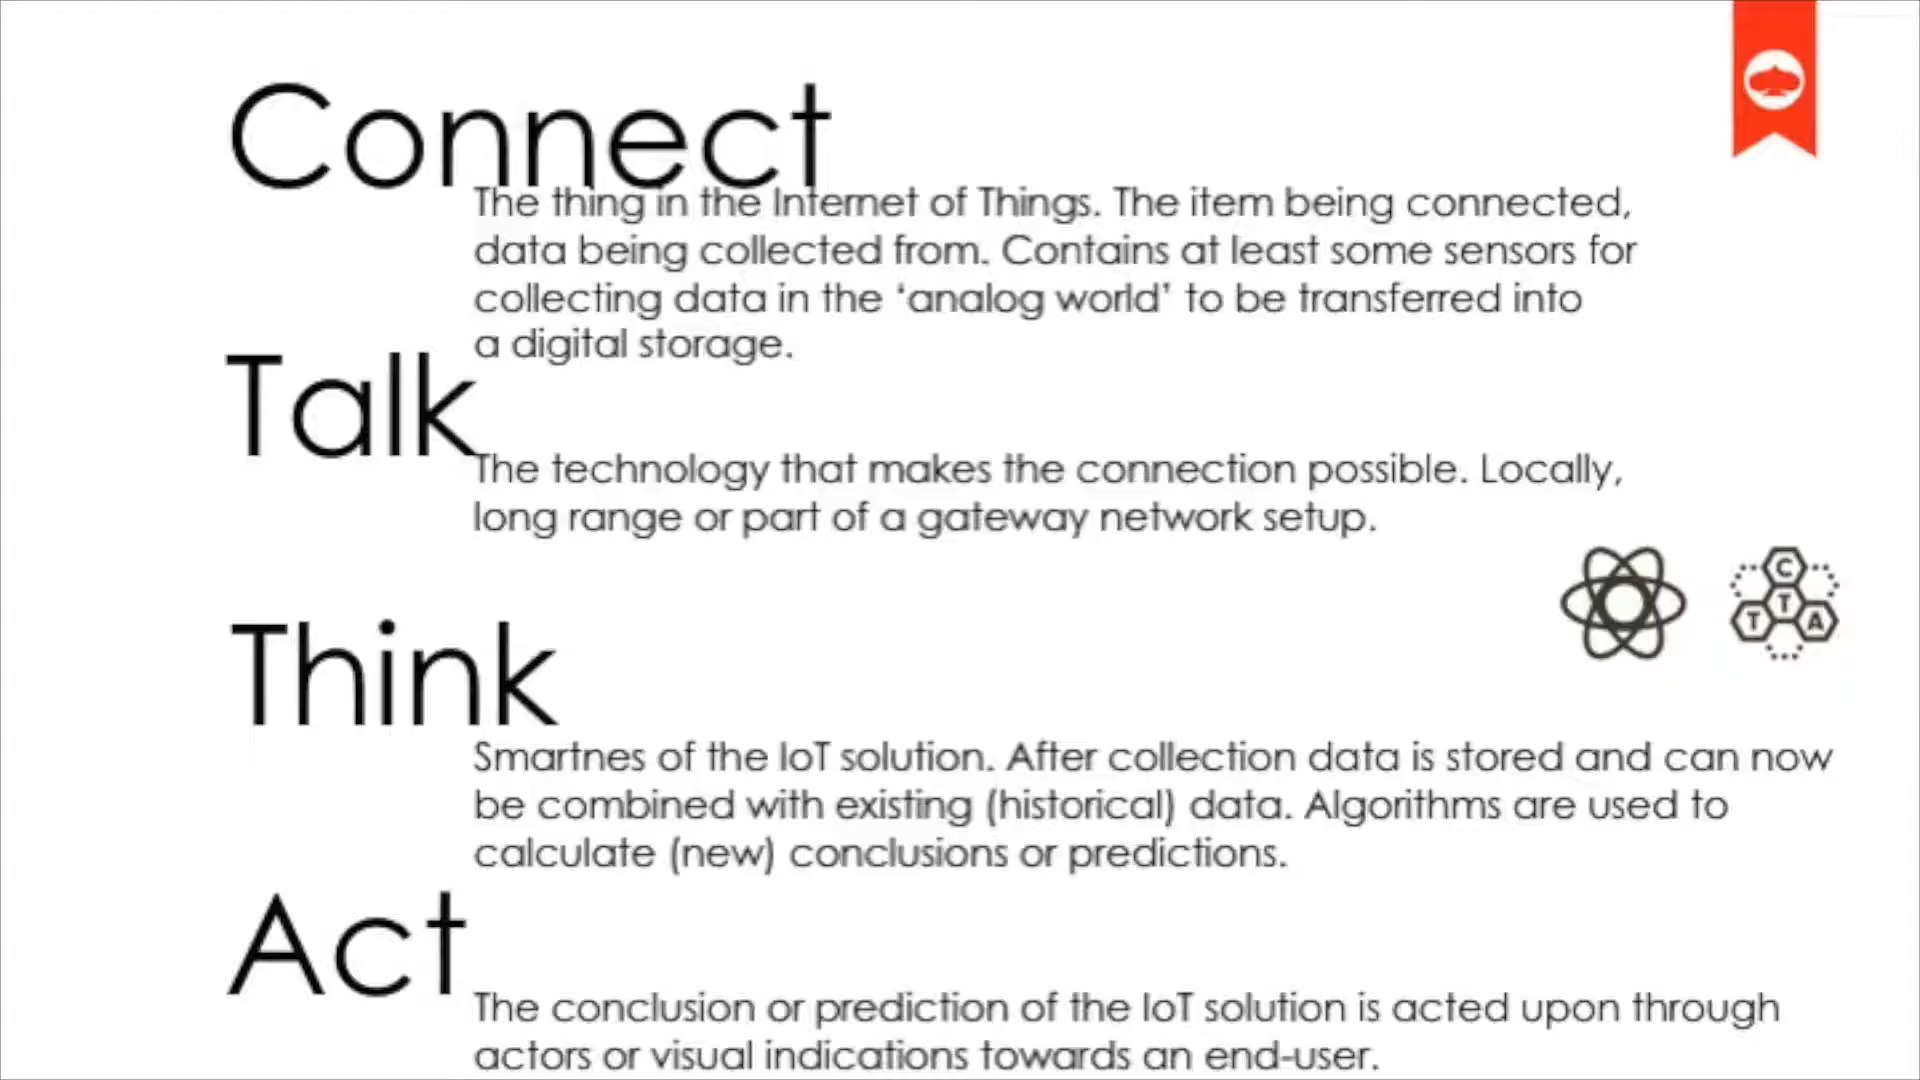 Connect
The thing in the Internet of Things. The item being connected,
data being collected from. Contains at least some sensors for
collecting data in the ‘analog world’ to be transferred into
a digital storage.
Talk
The technology that makes the connection possible. Locally,
long range or part of a gateway network setup.
C
T
T A
Think
Smartnes of the IoT solution. After collection data is stored and can now
be combined with existing (historical) data. Algorithms are used to
calculate (new) conclusions or predictions.
Act
The conclusion or prediction of the IoT solution is acted upon through
actors or visual indications towards an end-user.